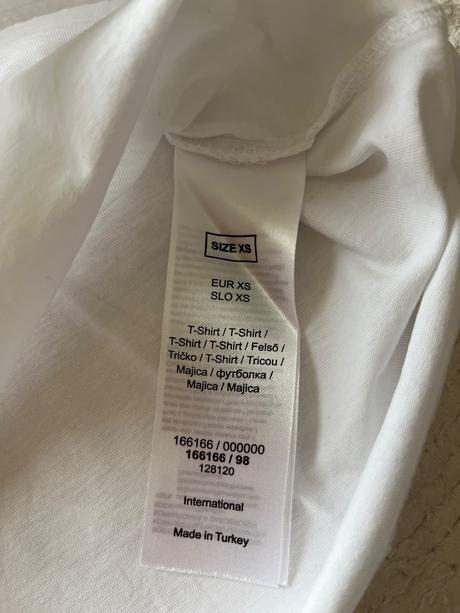 SIZE XS
EUR XS
SLO XS
T-Shirt / T-Shirt /
T-Shirt / T-Shirt / Felső /
Tričko / T-Shirt / Tricou /
Majica / футболка /
Majica / Majica
166166 / 000000
166166 / 98
128120
International
Made in Turkey